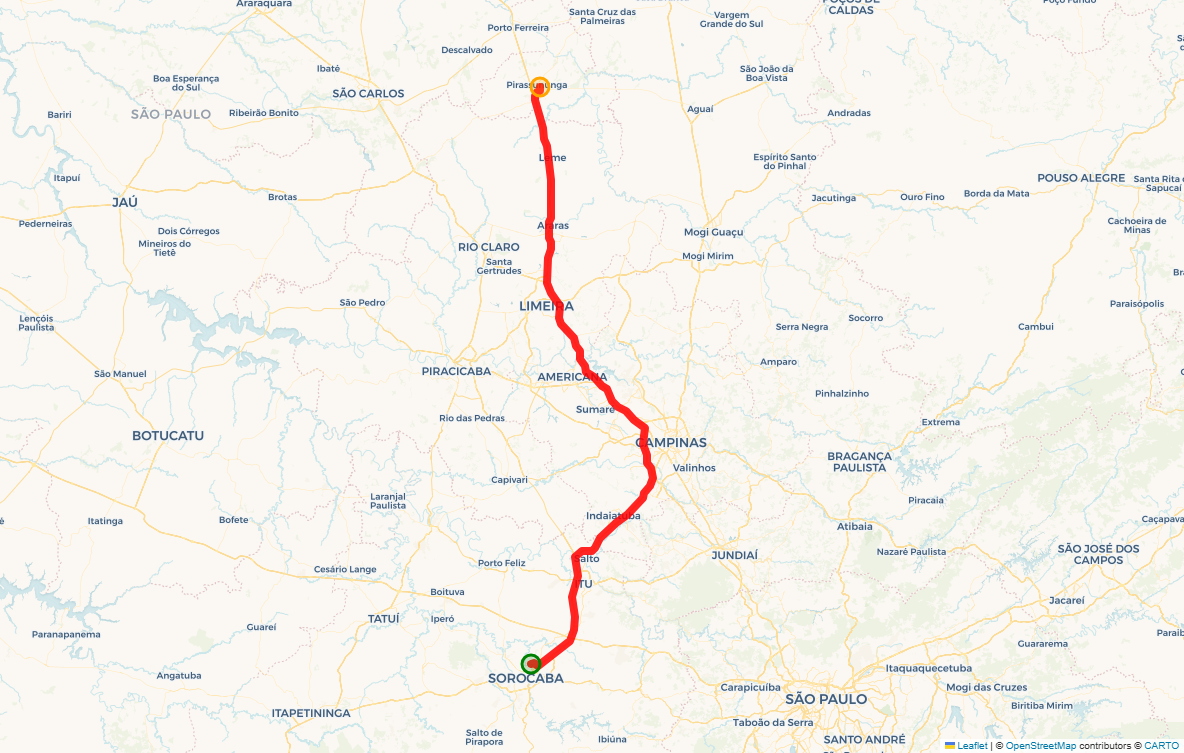 Araraquara
Santa Cruz das
Palmeiras
POÇOS DE
CALDAS
Poço Fundo
Porto Ferreira
Vargem
Grande do Sul
Descalvado
Ibaté
Boa Esperança
do Sul
SÃO CARLOS
São João da
Boa Vista
Bariri
SÃO PAULO
Ribeirão Bonito
Aguaí
Andradas
Leme
Espírito Santo
do Pinhal
Itapuí
JAÚ
Brotas
Jacutinga
Ouro Fino
Borda da Mata
POUSO ALEGRE
Santa Rita
Sapucaí
Pederneiras
Dois Córregos
Mineiros do
Tietê
RIO CLARO
Santa
Gertrudes
Araras
Mogi Guaçu
Mogi Mirim
Cachoeira de
Minas
São Pedro
LIMEIRA
Paraisópolis
Lençóis
Paulista
Serra Negra
Socorro
Cambui
São Manuel
PIRACICABA
AMERICANA
Amparo
Pinhalzinho
Rio das Pedras
Sumaré
Extrema
BOTUCATU
CAMPINAS
Valinhos
BRAGANÇA
PAULISTA
Capivari
Laranjal
Paulista
Piracaia
Itatinga
Bofete
Indaiatuba
Atibaia
Caçapava
Cesário Lange
Porto Feliz
Salto
JUNDIAÍ
Nazaré Paulista
SÃO JOSÉ DOS
CAMPOS
ITU
Boituva
Jacareí
Paranapanema
Guareí
TATUÍ
Iperó
Guararema
Angatuba
SOROCABA
Itaquaquecetuba
Carapicuíba
SÃO PAULO
Mogi das Cruzes
Biritiba Mirim
ITAPETININGA
Taboão da Serra
Salto de
Pirapora
Ibiúna
SANTO ANDRÉ
Leaflet | © OpenStreetMap contributors © CARTO